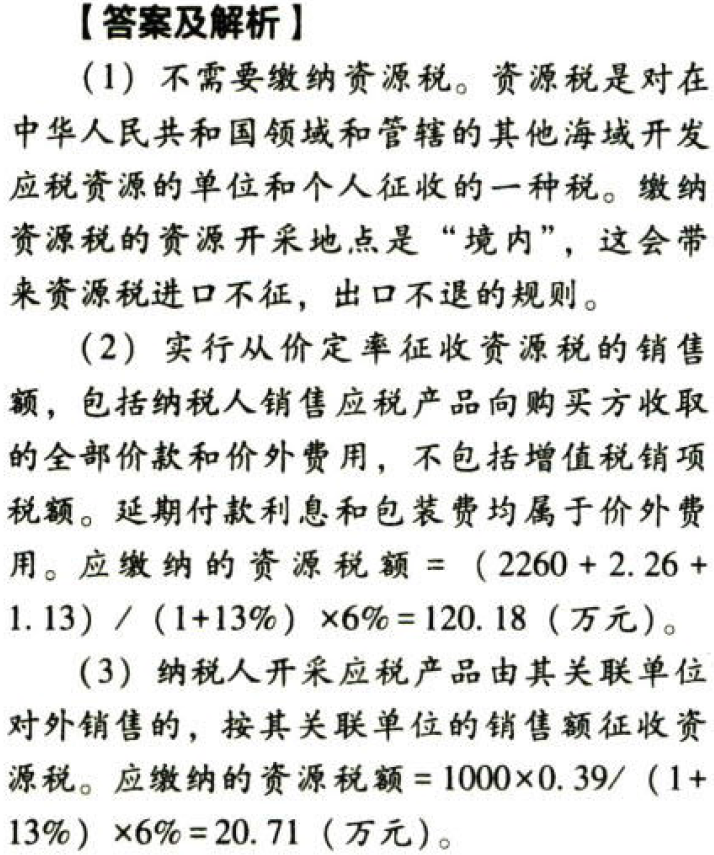 【答案及解析】
(1) 不需要缴纳资源税。资源税是对在
中华人民共和国领域和管辖的其他海域开发
应税资源的单位和个人征收的一种税。缴纳
资源税的资源开采地点是“境内”，这会带
来资源税进口不征，出口不退的规则。
(2) 实行从价定率征收资源税的销售
额，包括纳税人销售应税产品向购买方收取
的全部价款和价外费用，不包括增值税销项
税额。延期付款利息和包装费均属于价外费
用。应缴纳的资源税额 = (2260 + 2.26 +
1.13) / (1+13%) ×6% = 120.18 (万元)。
(3) 纳税人开采应税产品由其关联单位
对外销售的，按其关联单位的销售额征收资
源税。应缴纳的资源税额 = 1000×0.39/ (1+
13%) ×6% = 20.71 (万元)。